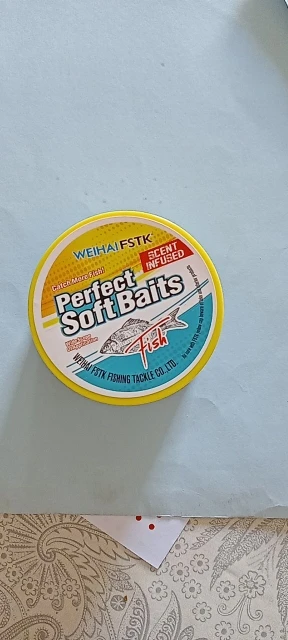 WEIHAI FSTK
SCENT
INFUSED
Catch More Fish!
Perfect
Soft Baits
Fish
WEIHAI FSTK FISHING TACKLE CO., LTD.